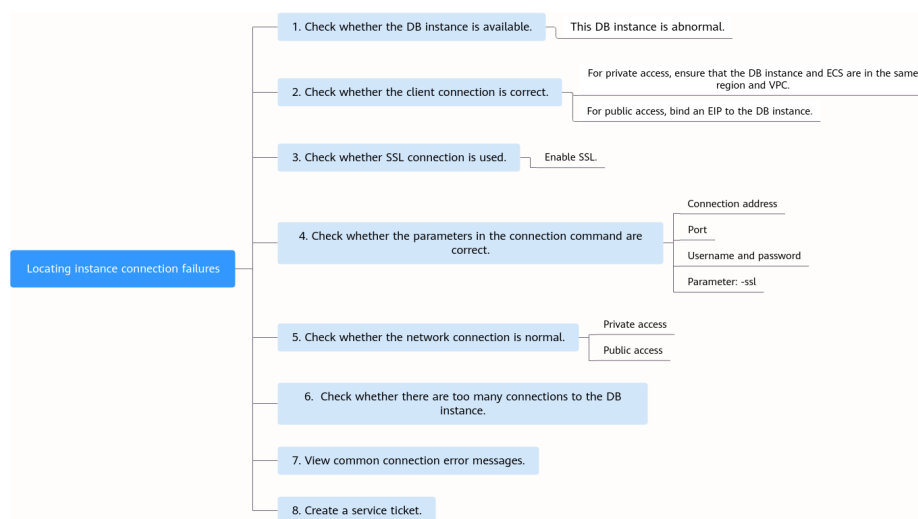 1. Check whether the DB instance is available.
This DB instance is abnormal.
For private access, ensure that the DB instance and ECS are in the same
region and VPC.
2. Check whether the client connection is correct.
For public access, bind an EIP to the DB instance.
3. Check whether SSL connection is used.
Enable SSL.
Connection address
Port
4. Check whether the parameters in the connection command are
correct.
Username and password
Parameter: -ssl
Locating instance connection failures
Private access
5. Check whether the network connection is normal.
Public access
6. Check whether there are too many connections to the DB
instance.
7. View common connection error messages.
8. Create a service ticket.